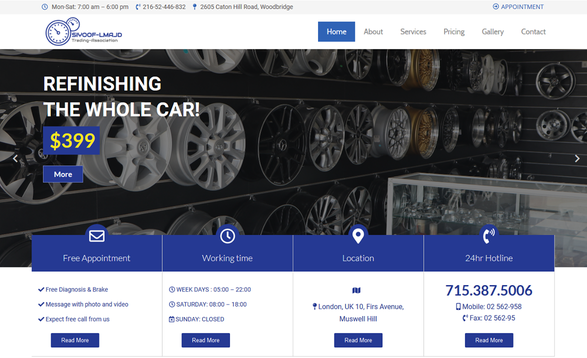 Mon-Sat: 7:00 am – 6:00 pm 216-52-446-832 2605 Caton Hill Road, Woodbridge APPOINTMENT
SIYOOF-LMAJD
Trading-Association
Home About Services Pricing Gallery Contact
REFINISHING
THE WHOLE CAR!
$399
More
Free Appointment
Free Diagnosis & Brake
Message with photo and video
Expect free call from us
Read More
Working time
WEEK DAYS : 05:00 – 22:00
SATURDAY: 08:00 – 18:00
SUNDAY: CLOSED
Read More
Location
London, UK 10, Firs Avenue,
Muswell Hill
Read More
24hr Hotline
715.387.5006
Mobile: 02 562-958
Fax: 02 562-95
Read More